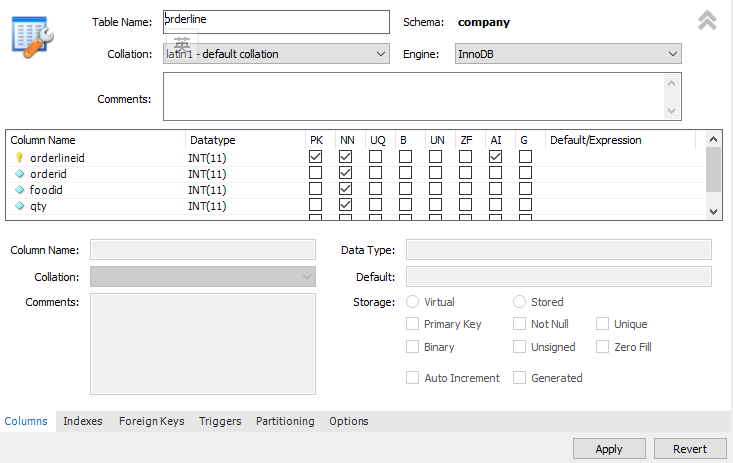 Table Name: orderline Schema: company
英
Collation: latin1 - default collation Engine: InnoDB
Comments:
Column Name Datatype PK NN UQ B UN ZF AI G Default/Expression
orderlineid INT(11)
orderid INT(11)
foodid INT(11)
qty INT(11)
Column Name: Data Type:
Collation: Default:
Comments: Storage: Virtual Stored
Primary Key Not Null Unique
Binary Unsigned Zero Fill
Auto Increment Generated
Columns Indexes Foreign Keys Triggers Partitioning Options
Apply Revert